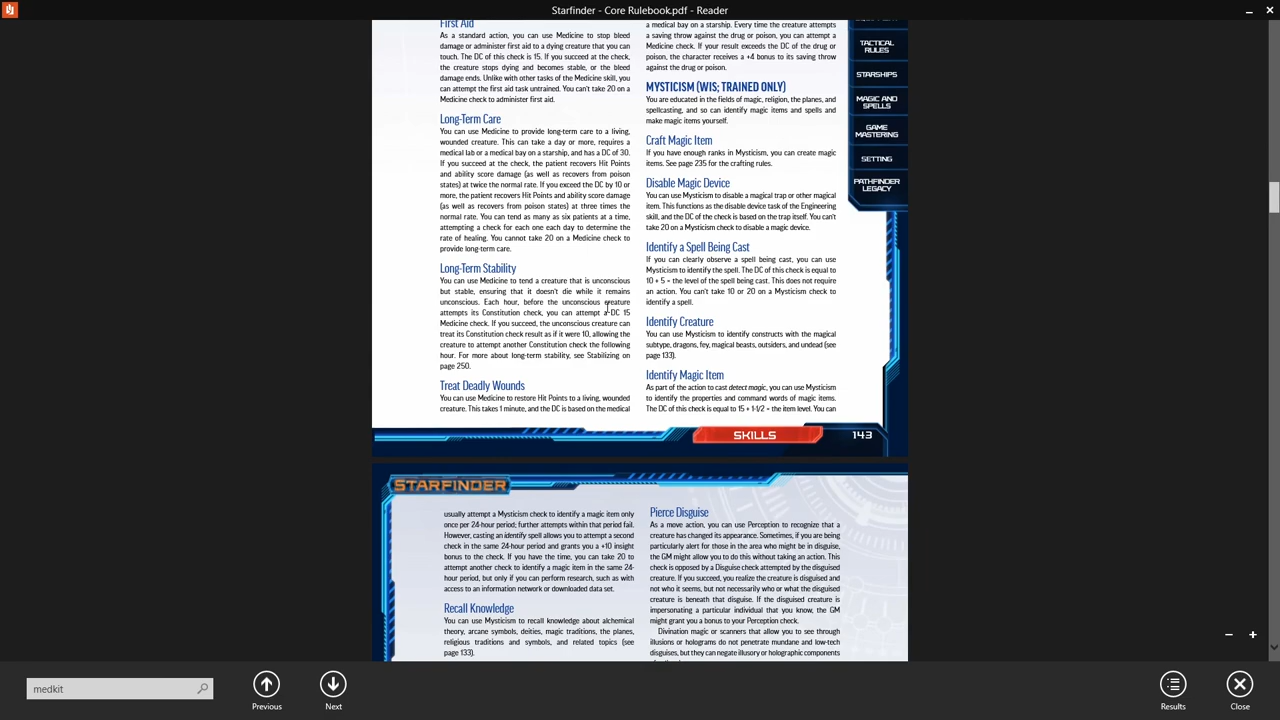 Starfinder - Core Rulebook.pdf - Reader
First Aid
As a standard action, you can use Medicine to stop bleed
damage or administer first aid to a dying creature that you can
touch. The DC of this check is 15. If you succeed at the check,
the creature stops dying and becomes stable, or the bleed
damage ends. Unlike with other tasks of the Medicine skill, you
can attempt the first aid task untrained. You can't take 20 on a
Medicine check to administer first aid.
Long-Term Care
You can use Medicine to provide long-term care to a living,
wounded creature. This can take a day or more, requires a
medical lab or a medical bay on a starship, and has a DC of 30.
If you succeed at the check, the patient recovers Hit Points
and ability score damage (as well as recovers from poison
states) at twice the normal rate. If you exceed the DC by 10 or
more, the patient recovers Hit Points and ability score damage
(as well as recovers from poison states) at three times the
normal rate. You can tend as many as six patients at a time,
attempting a check for each one each day to determine the
rate of healing. You cannot take 20 on a Medicine check to
provide long-term care.
Long-Term Stability
You can use Medicine to tend a creature that is unconscious
but stable, ensuring that it doesn't die while it remains
unconscious. Each hour, before the unconscious creature
attempts its Constitution check, you can attempt a DC 15
Medicine check. If you succeed, the unconscious creature can
treat its Constitution check result as if it were 10, allowing the
creature to attempt another Constitution check the following
hour. For more about long-term stability, see Stabilizing on
page 250.
Treat Deadly Wounds
You can use Medicine to restore Hit Points to a living, wounded
creature. This takes 1 minute, and the DC is based on the medical
a medical bay on a starship. Every time the creature attempts
a saving throw against the drug or poison, you can attempt a
Medicine check. If your result exceeds the DC of the drug or
poison, the character receives a +4 bonus to its saving throw
against the drug or poison.
MYSTICISM (WIS; TRAINED ONLY)
You are educated in the fields of magic, religion, the planes, and
spellcasting, and so can identify magic items and spells and
make magic items yourself.
Craft Magic Item
If you have enough ranks in Mysticism, you can create magic
items. See page 235 for the crafting rules.
Disable Magic Device
You can use Mysticism to disable a magical trap or other magical
item. This functions as the disable device task of the Engineering
skill, and the DC of the check is based on the trap itself. You can't
take 20 on a Mysticism check to disable a magic device.
Identify a Spell Being Cast
If you can clearly observe a spell being cast, you can use
Mysticism to identify the spell. The DC of this check is equal to
10 + 5 × the level of the spell being cast. This does not require
an action. You can't take 10 or 20 on a Mysticism check to
identify a spell.
Identify Creature
You can use Mysticism to identify constructs with the magical
subtype, dragons, fey, magical beasts, outsiders, and undead (see
page 133).
Identify Magic Item
As part of the action to cast detect magic, you can use Mysticism
to identify the properties and command words of magic items.
The DC of this check is equal to 15 + 1-1/2 × the item level. You can
TACTICAL
RULES
STARSHIPS
MAGIC AND
SPELLS
GAME
MASTERING
SETTING
PATHFINDER
LEGACY
SKILLS
143
STARFINDER
usually attempt a Mysticism check to identify a magic item only
once per 24-hour period; further attempts within that period fail.
However, casting an identify spell allows you to attempt a second
check in the same 24-hour period and grants you a +10 insight
bonus to the check. If you have the time, you can take 20 to
attempt another check to identify a magic item in the same 24-
hour period, but only if you can perform research, such as with
access to an information network or downloaded data set.
Recall Knowledge
You can use Mysticism to recall knowledge about alchemical
theory, arcane symbols, deities, magic traditions, the planes,
religious traditions and symbols, and related topics (see
page 133).
Pierce Disguise
As a move action, you can use Perception to recognize that a
creature has changed its appearance. Sometimes, if you are being
particularly alert for those in the area who might be in disguise,
the GM might allow you to do this without taking an action. This
check is opposed by a Disguise check attempted by the disguised
creature. If you succeed, you realize the creature is disguised and
not who it seems, but not necessarily who or what the disguised
creature is beneath that disguise. If the disguised creature is
impersonating a particular individual that you know, the GM
might grant you a bonus to your Perception check.
Divination magic or scanners that allow you to see through
illusions or holograms do not penetrate mundane and low-tech
disguises, but they can negate illusory or holographic components
medkit
Previous
Next
Results
Close